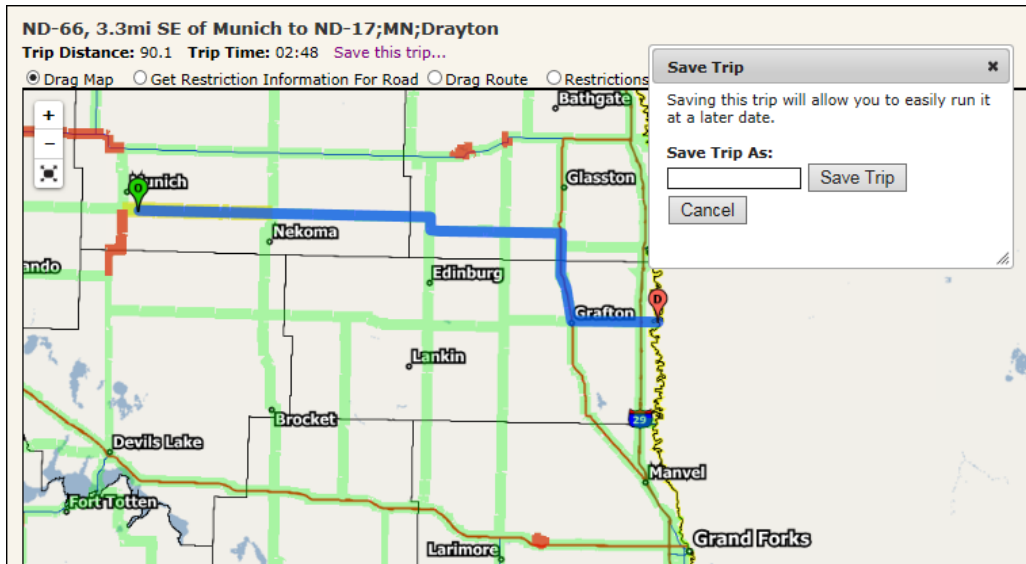 ND-66, 3.3mi SE of Munich to ND-17;MN;Drayton
Trip Distance: 90.1 Trip Time: 02:48 Save this trip...
Drag Map Get Restriction Information For Road Drag Route Restrictions
Save Trip
Saving this trip will allow you to easily run it
at a later date.
Save Trip As:
Save Trip
Cancel
+
−
Bathgate
Munich
O
Glasston
Nekoma
ando
Edinburg
D
Grafton
Lankin
Brocket
29
Devils Lake
Manvel
Fort Totten
Grand Forks
Larimore